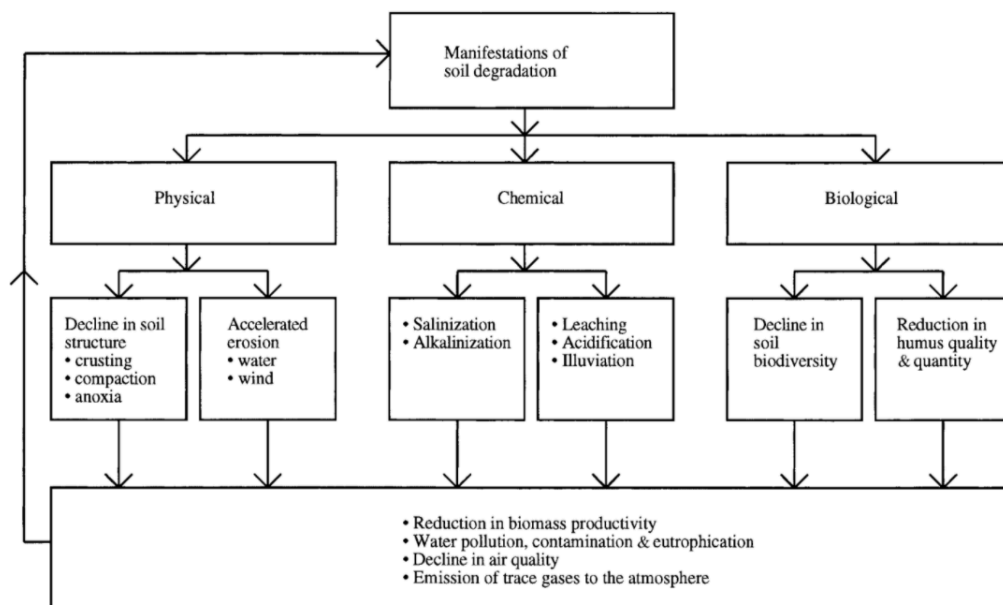 Manifestations of
soil degradation
Physical
Chemical
Biological
Decline in soil
structure
• crusting
• compaction
• anoxia
Accelerated
erosion
• water
• wind
• Salinization
• Alkalinization
• Leaching
• Acidification
• Illuviation
Decline in
soil
biodiversity
Reduction in
humus quality
& quantity
• Reduction in biomass productivity
• Water pollution, contamination & eutrophication
• Decline in air quality
• Emission of trace gases to the atmosphere